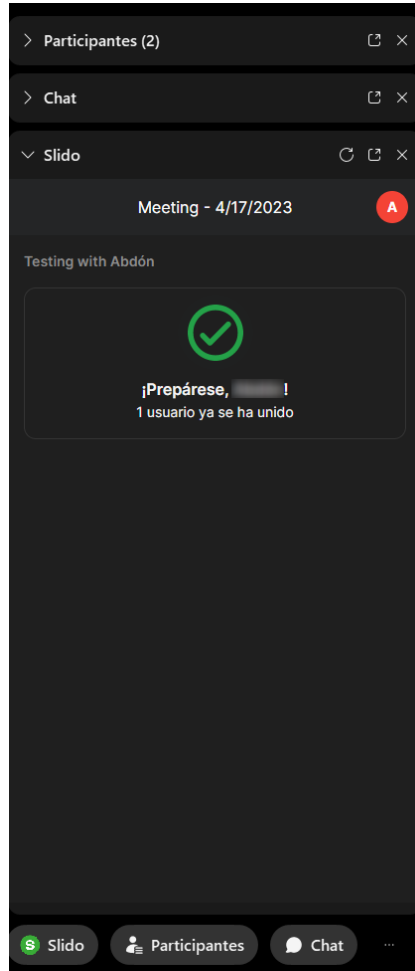 Participantes (2)
Chat
Slido
Meeting - 4/17/2023
A
Testing with Abdón
¡Prepárese, !
1 usuario ya se ha unido
S Slido
Participantes
Chat
...